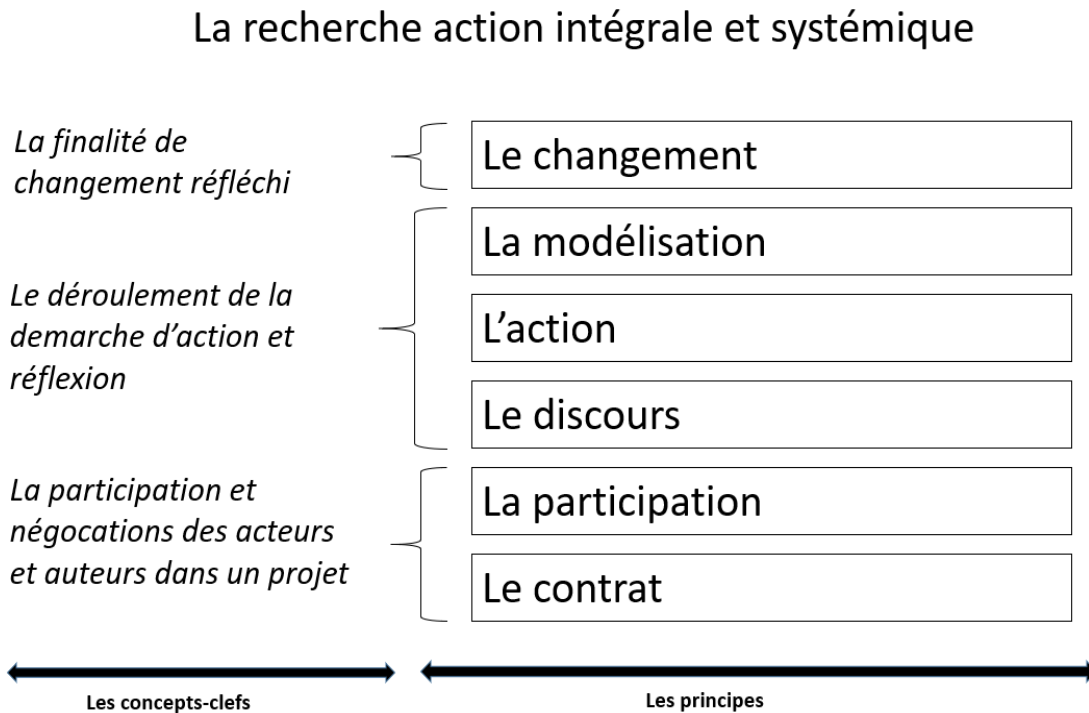 La recherche action intégrale et systémique
La finalité de
changement réfléchi
Le changement
Le déroulement de la
demarche d'action et
réflexion
La modélisation
L'action
Le discours
La participation et
négocations des acteurs
et auteurs dans un projet
La participation
Le contrat
Les concepts-clefs
Les principes